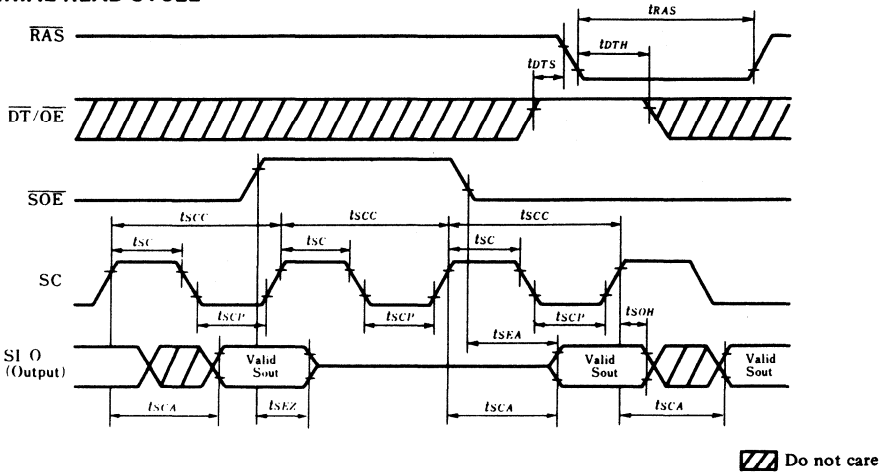 RAS
tRAS
tDTH
tDTS
DT/OE
SOE
tSCC tSCC tSCC
tSC tSC tSC
SC
tSCP tSCP tSCP
tSOH
tSEA
SI O
(Output)
Valid
Sout
Valid
Sout
Valid
Sout
tSCA tSEZ tSCA tSCA
Do not care